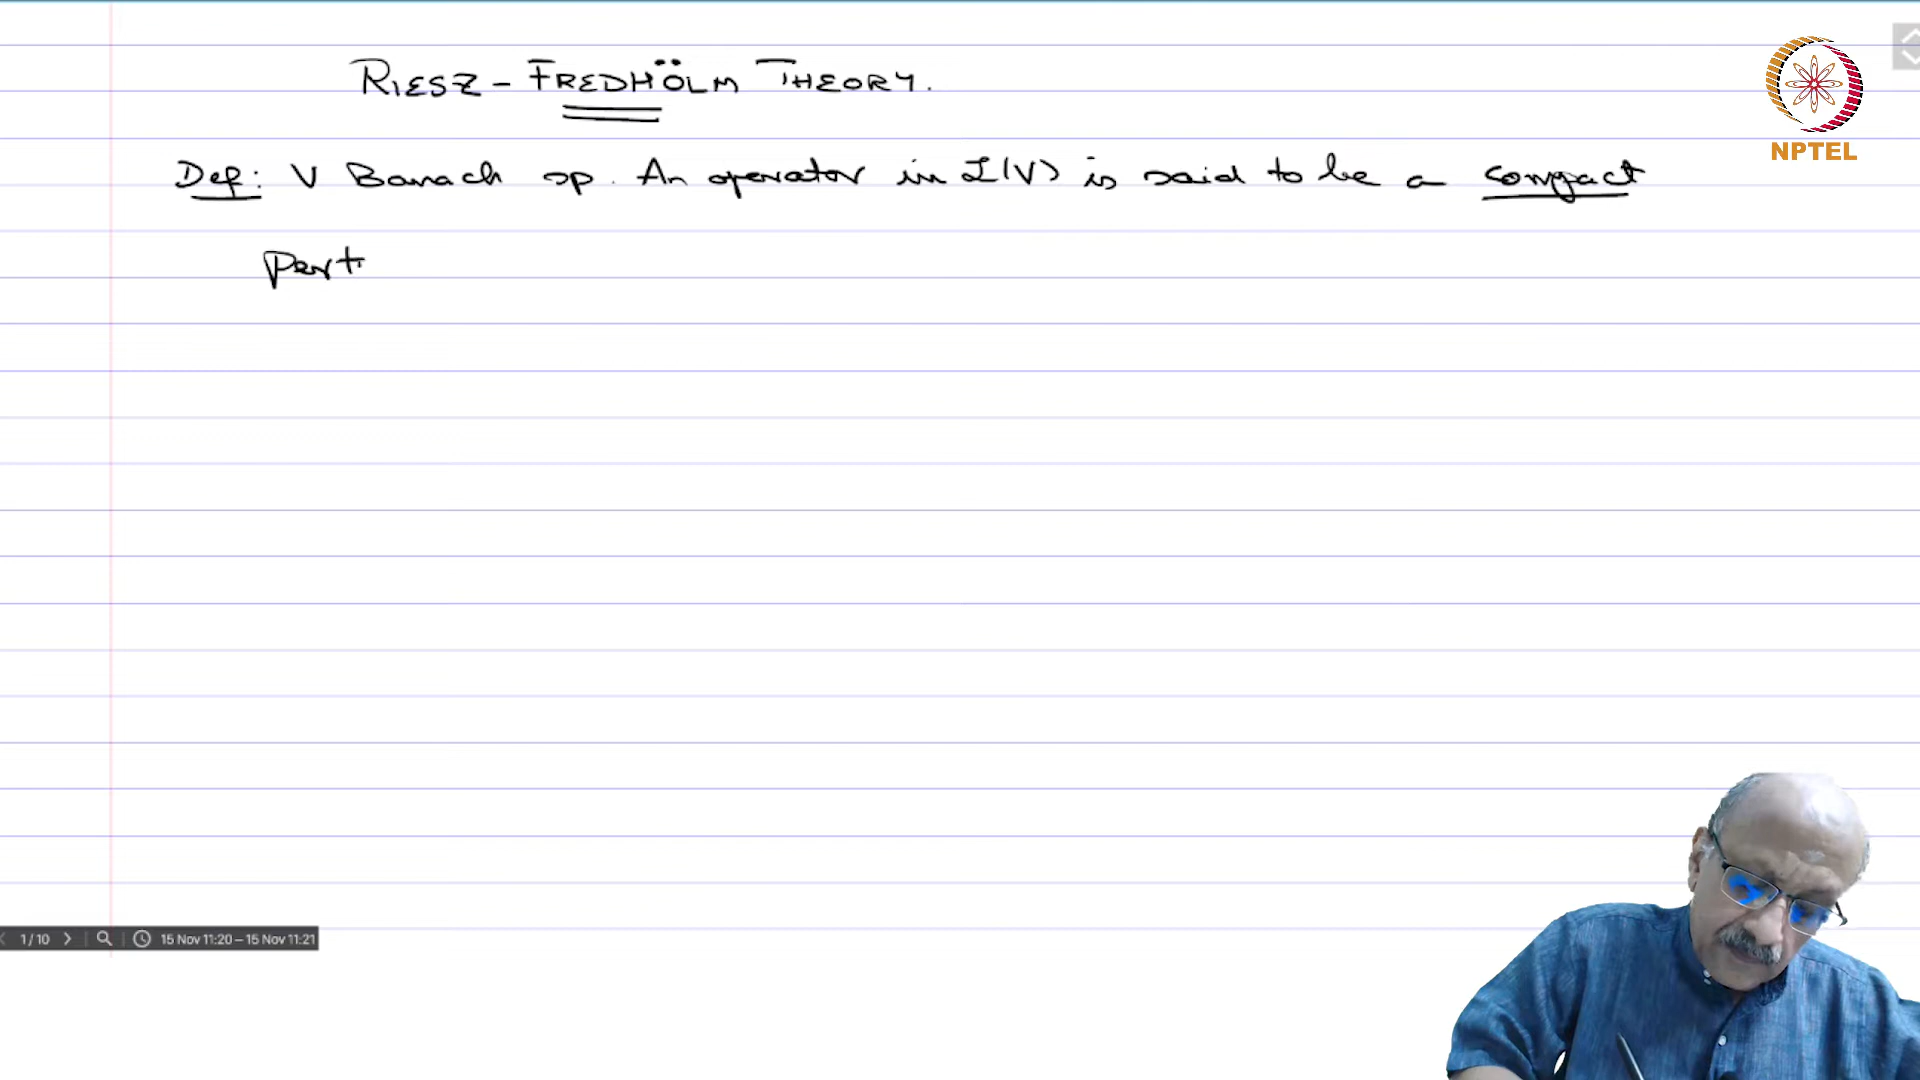 RIESZ - FREDHÖLM THEORY.
NPTEL
Def: V Banach sp. An operator in L(V) is said to be a compact
pert
1/10 15 Nov 11:20 – 15 Nov 11:21